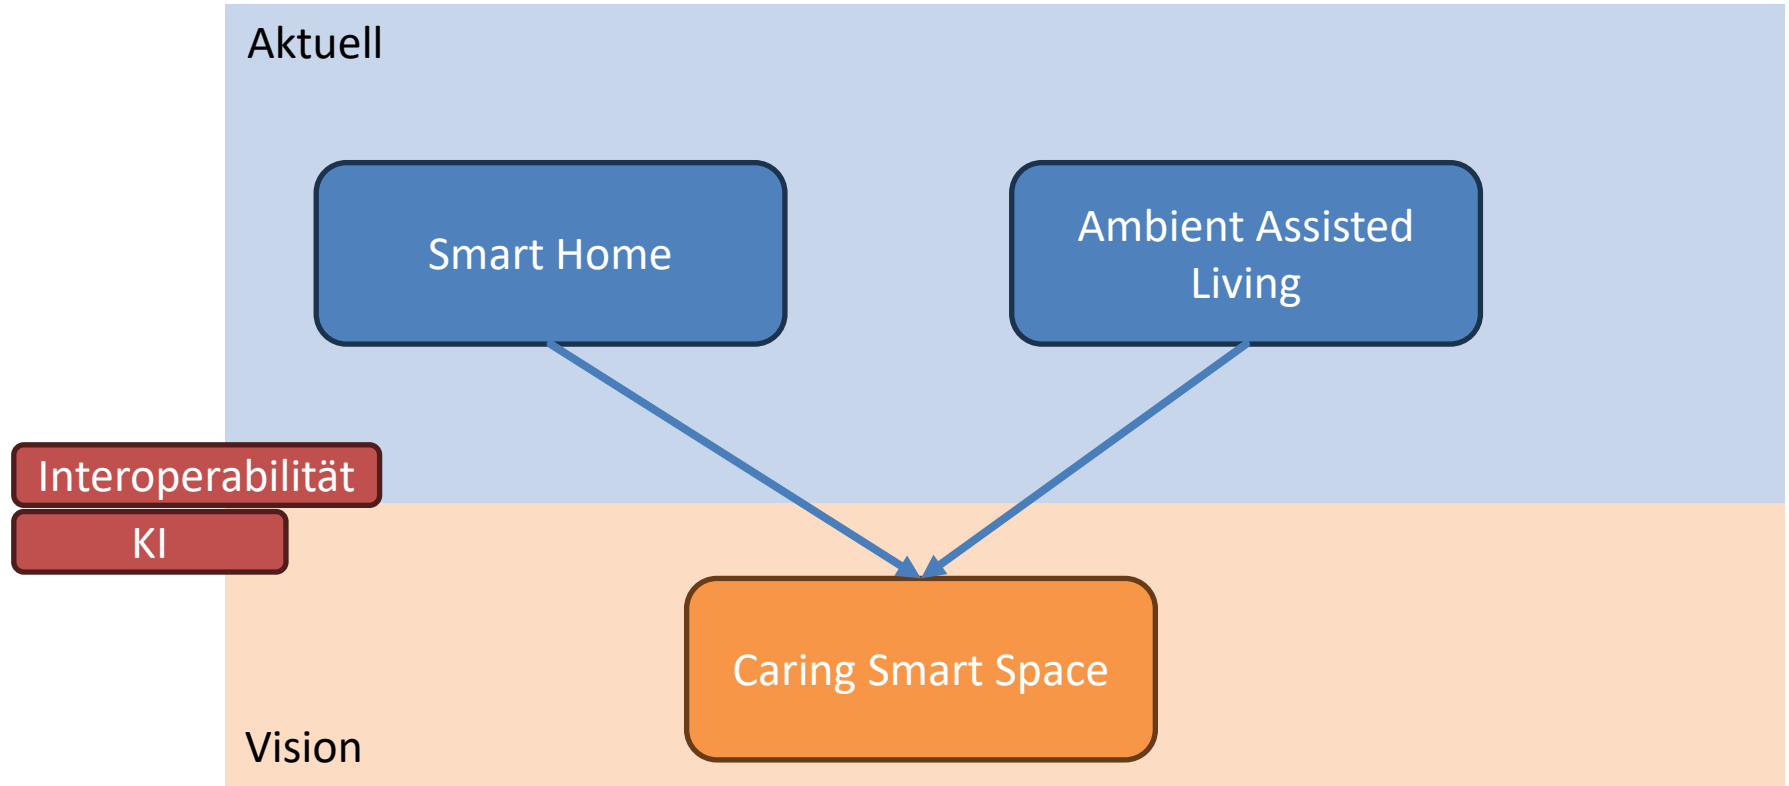 Aktuell
Smart Home
Ambient Assisted
Living
Interoperabilität
KI
Caring Smart Space
Vision